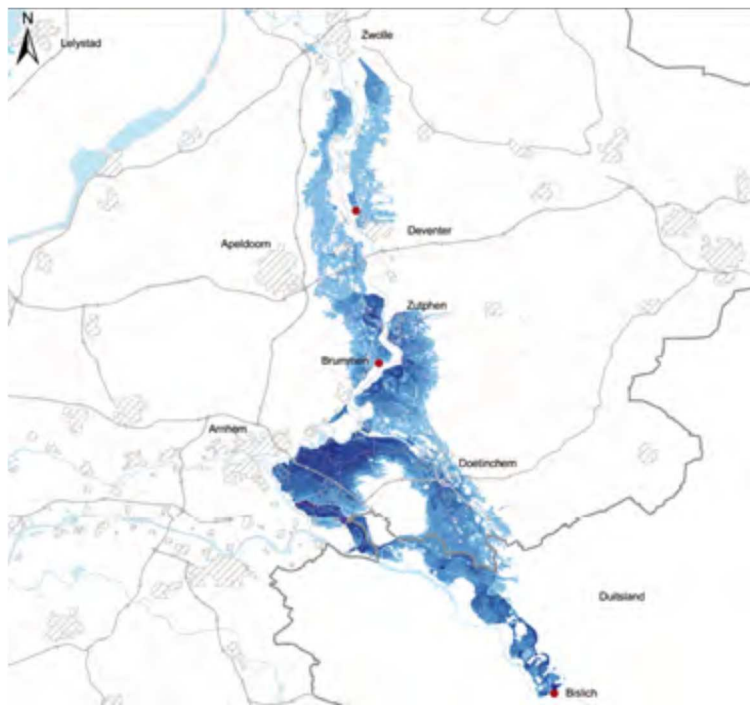 N
Lelystad
Zwolle
Deventer
Apeldoorn
Zutphen
Brummen
Arnhem
Doetinchem
Duitsland
Bislich